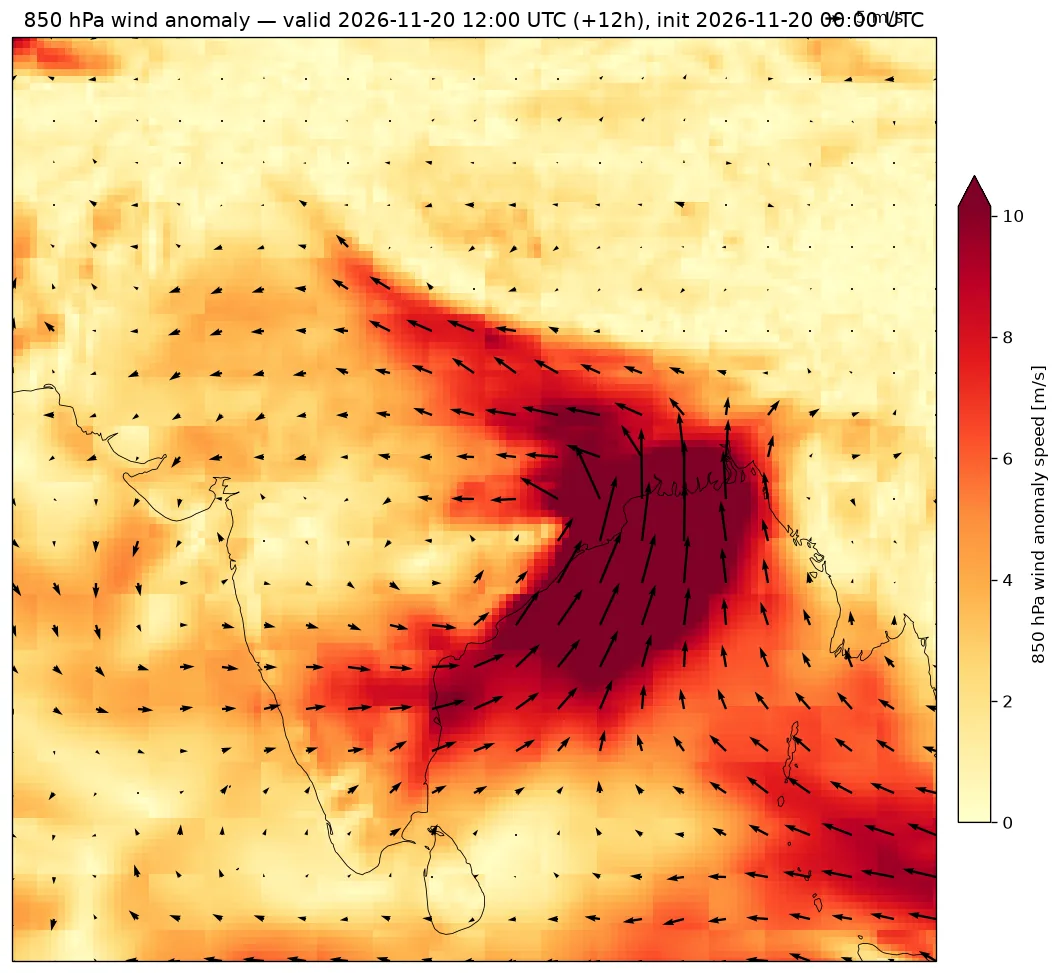 850 hPa wind anomaly — valid 2026-11-20 12:00 UTC (+12h), init 2026-11-20 00:00 UTC
5 m/s
10
8
6
4
2
0
850 hPa wind anomaly speed [m/s]